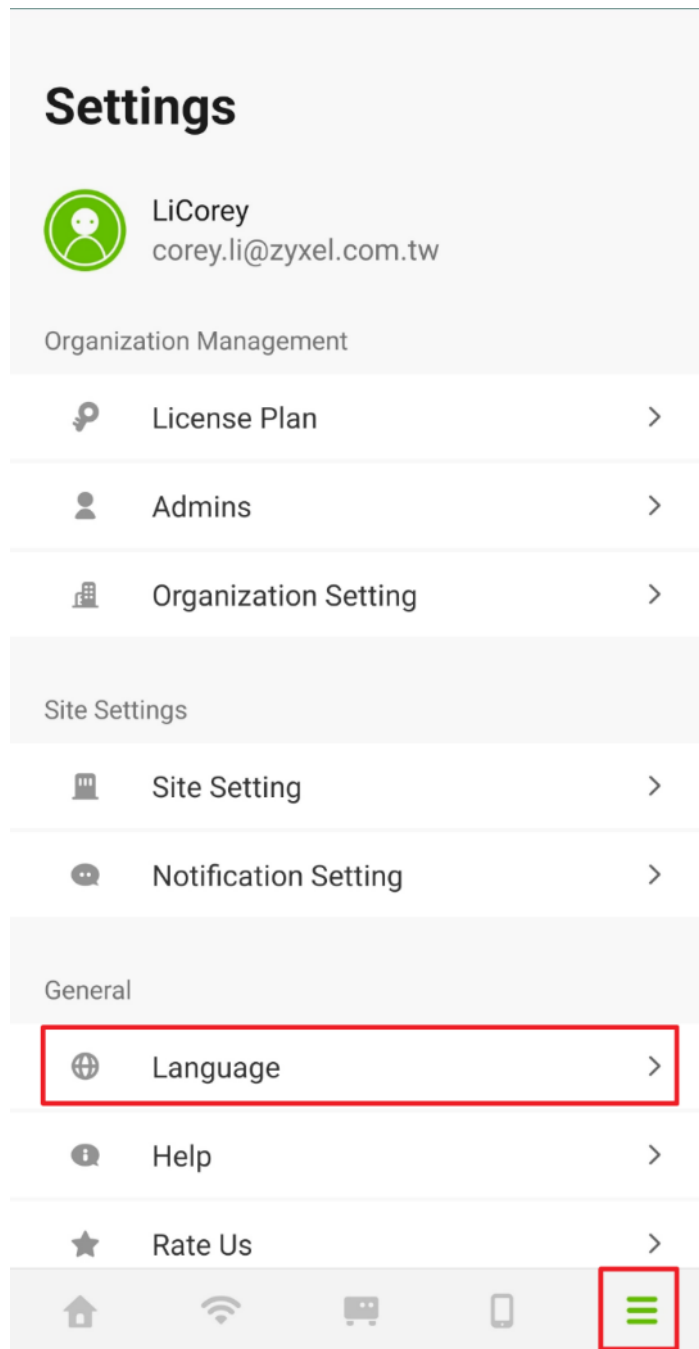 Settings
LiCorey
corey.li@zyxel.com.tw
Organization Management
License Plan
Admins
Organization Setting
Site Settings
Site Setting
Notification Setting
General
Language
Help
Rate Us